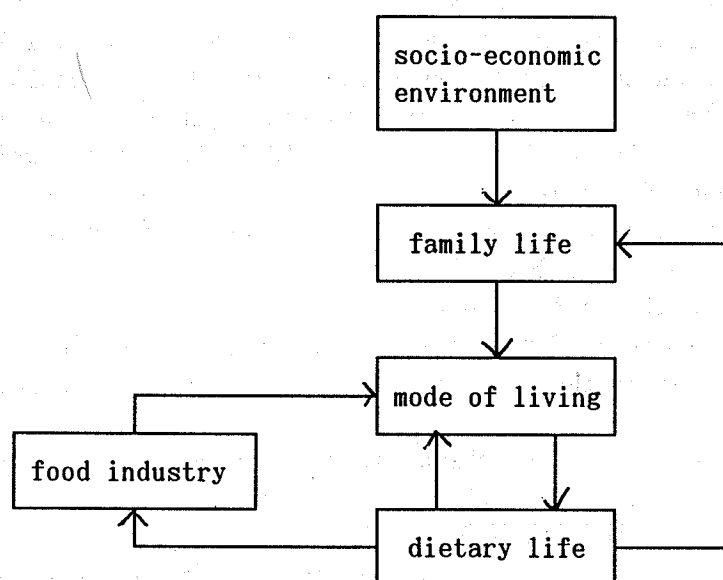 socio-economic
environment
family life
mode of living
food industry
dietary life